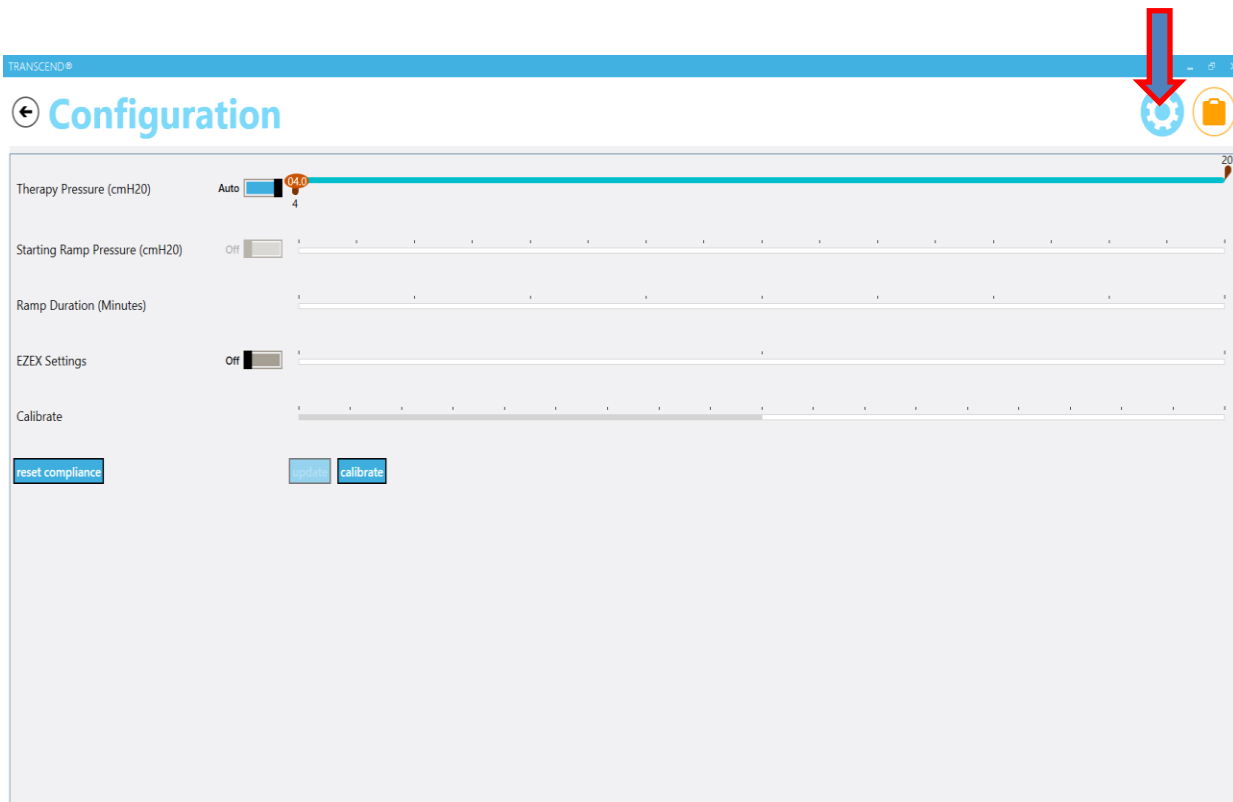 TRANSCEND®
Configuration
20
Therapy Pressure (cmH20) Auto 04.0
4
Starting Ramp Pressure (cmH20) Off
Ramp Duration (Minutes)
EZEX Settings Off
Calibrate
reset compliance update calibrate